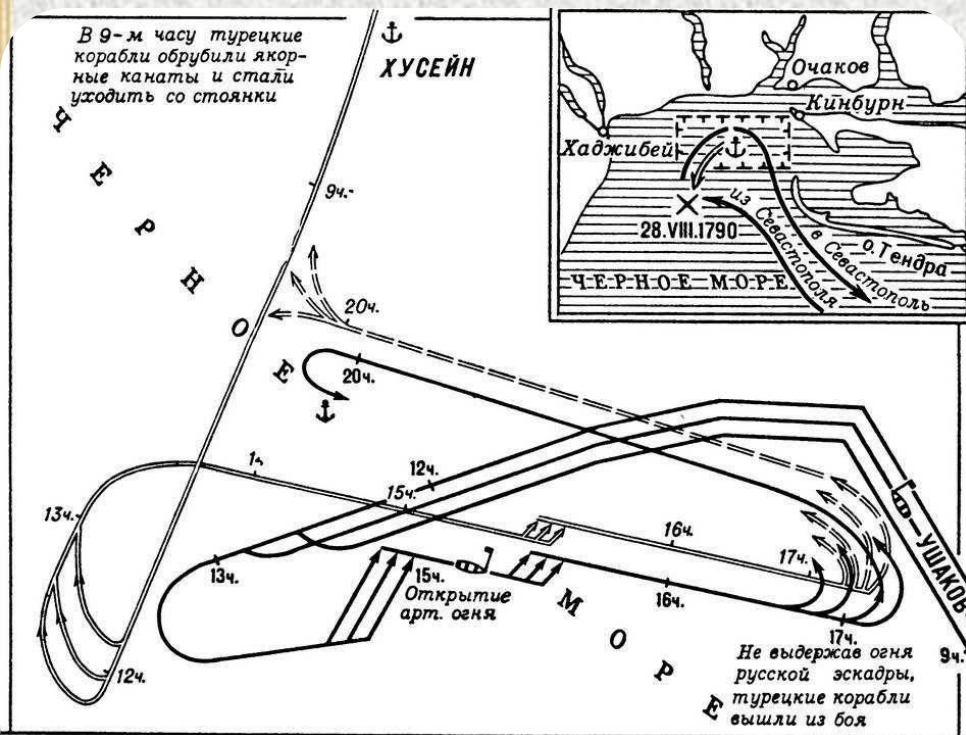 В 9-м часу турецкие
корабли обрубили якор-
ные канаты и стали
уходить со стоянки
ХУСЕЙН
Очаков
Кинбурн
Хаджибей
28.VIII.1790
из Севастополя
в Севастополь
о. Тендра
ЧЕРНОЕ МОРЕ
ЧЕРНОЕ
9ч.
20ч.
20ч.
12ч.
15ч.
13ч.
16ч.
17ч.
13ч.
15ч.
Открытие
арт. огня
16ч.
17ч.
12ч.
МОРЕ
УШАКОВ
9ч.
Не выдержав огня
русской эскадры,
турецкие корабли
вышли из боя